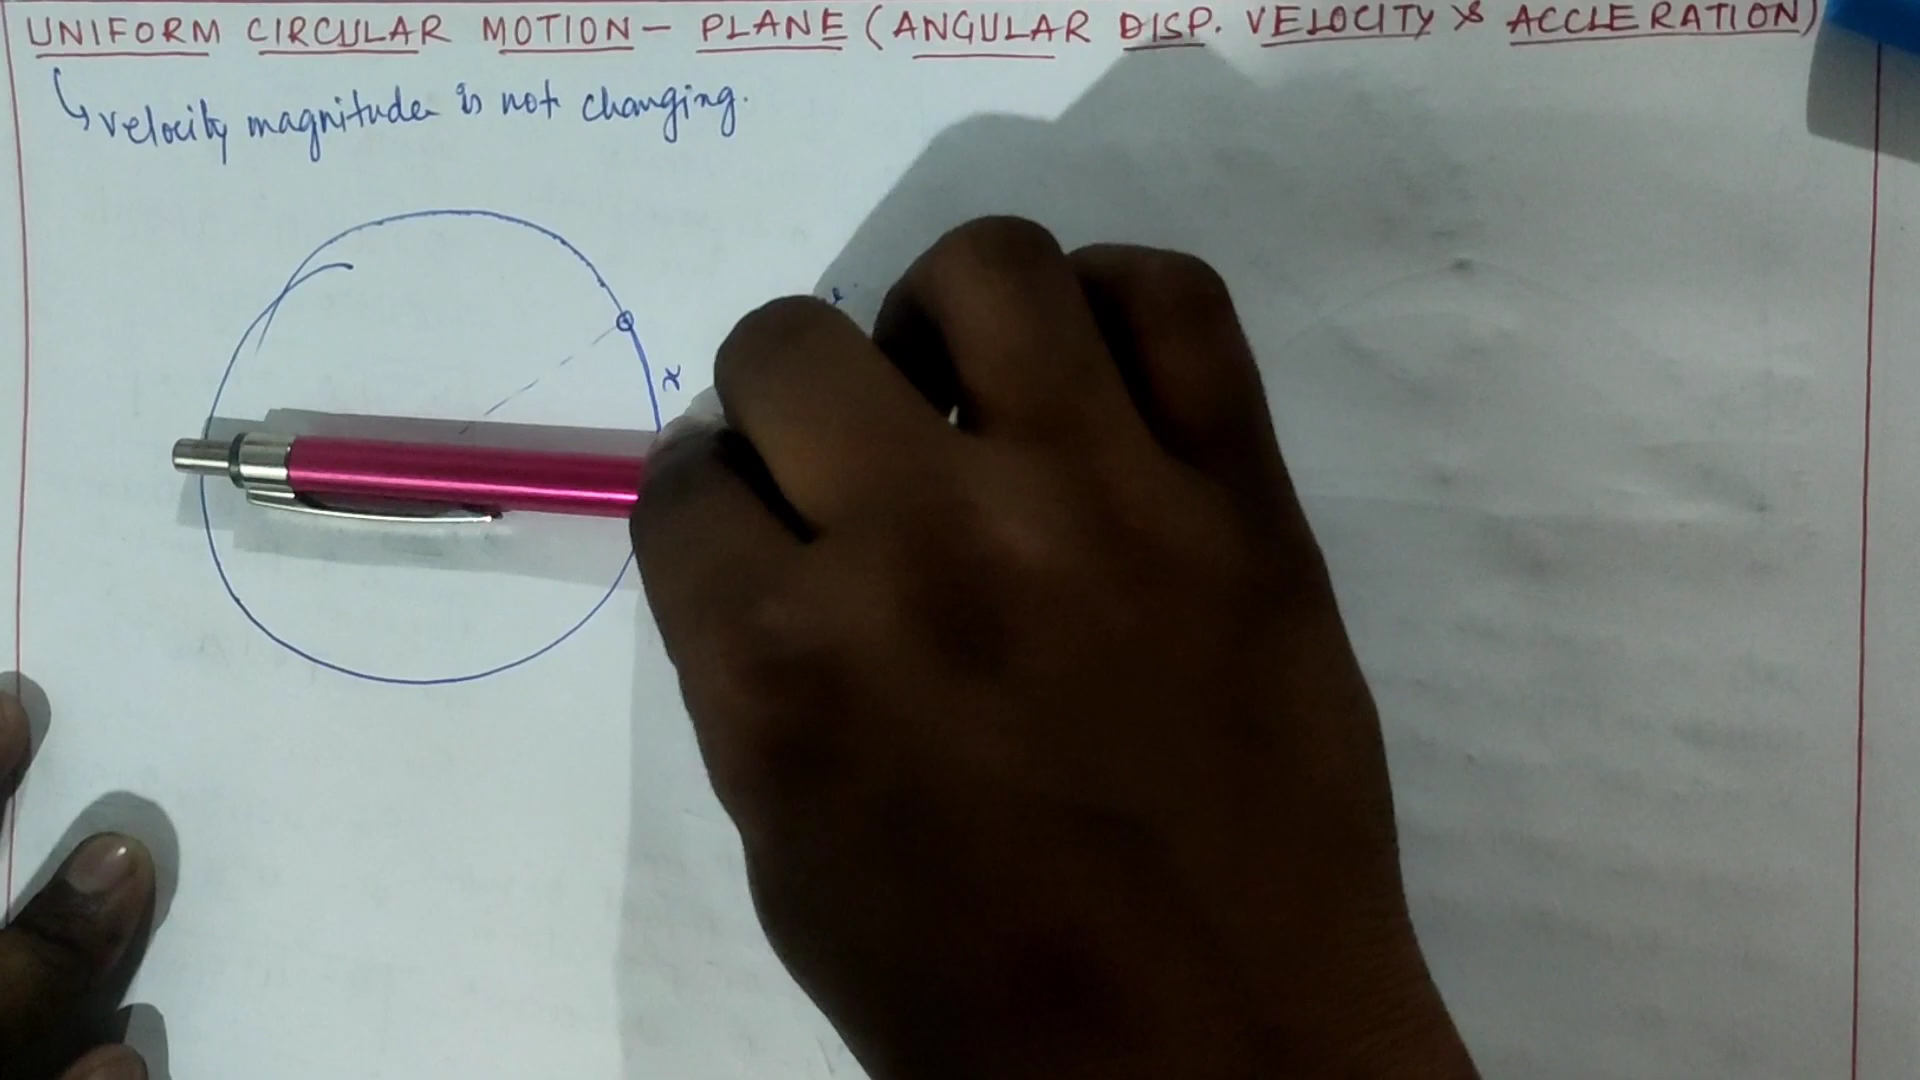 UNIFORM CIRCULAR MOTION – PLANE (ANGULAR DISP. VELOCITY & ACCLERATION)
velocity magnitude is not changing.
x